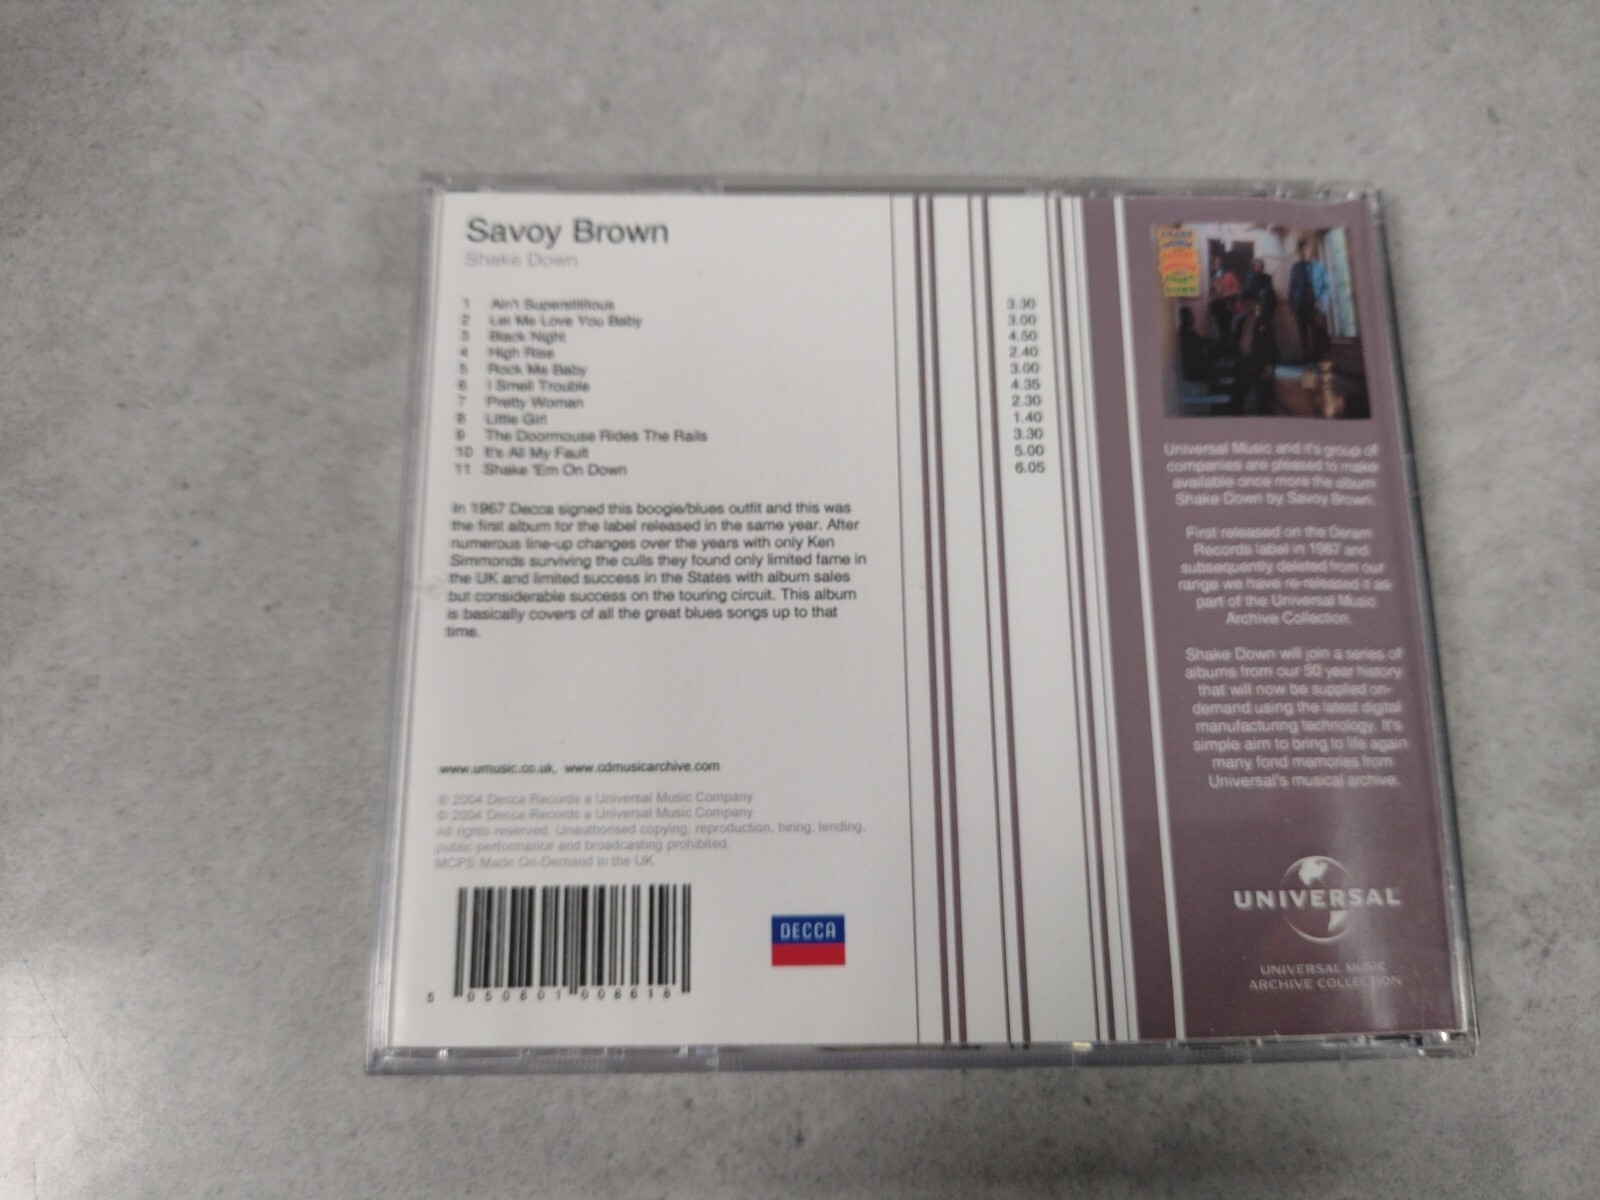 Savoy Brown
Shake Down
1 Ain't Superstitious 3.30
2 Let Me Love You Baby 3.00
3 Black Night 4.50
4 High Rise 2.40
5 Rock Me Baby 3.00
6 I Smell Trouble 4.35
7 Pretty Woman 2.30
8 Little Girl 1.40
9 The Doormouse Rides The Rails 3.30
10 It's All My Fault 5.00
11 Shake 'Em On Down 6.05
In 1967 Decca signed this boogie/blues outfit and this was
the first album for the label released in the same year. After
numerous line-up changes over the years with only Ken
Simmonds surviving the culls they found only limited fame in
the UK and limited success in the States with album sales
but considerable success on the touring circuit. This album
is basically covers of all the great blues songs up to that
time.
www.umusic.co.uk, www.cdmusicarchive.com
℗ 2004 Decca Records a Universal Music Company
© 2004 Decca Records a Universal Music Company
All rights reserved. Unauthorised copying, reproduction, hiring, lending,
public performance and broadcasting prohibited.
MCPS Made On-Demand in the UK
5 050601 008618
DECCA
SHAKE
DOWN
Universal Music and it's group of
companies are pleased to make
available once more the album
Shake Down by Savoy Brown.
First released on the Deram
Records label in 1967 and
subsequently deleted from our
range we have re-released it as
part of the Universal Music
Archive Collection.
Shake Down will join a series of
albums from our 50 year history
that will now be supplied on-
demand using the latest digital
manufacturing technology. It's
simple aim to bring to life again
many fond memories from
Universal's musical archive.
UNIVERSAL
UNIVERSAL MUSIC
ARCHIVE COLLECTION